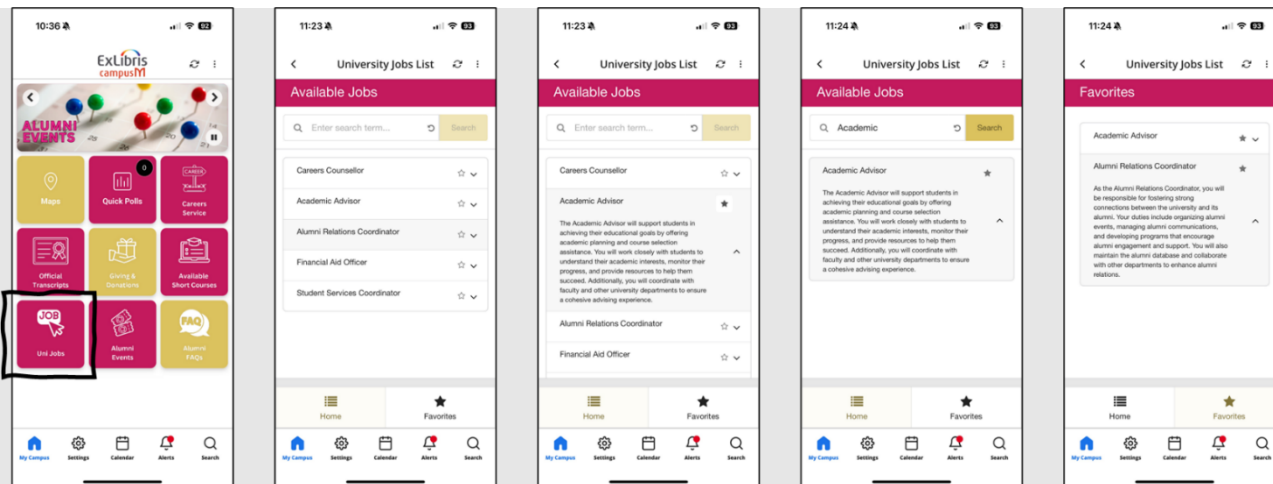 10:36
92
ExLibris
campusM
ALUMNI
EVENTS
Maps
0
Quick Polls
CAREER
Careers
Service
Official
Transcripts
Giving &
Donations
Available
Short Courses
JOB
Uni Jobs
Alumni
Events
FAQ
Alumni
FAQs
My Campus
Settings
Calendar
Alerts
Search
11:23
93
University Jobs List
Available Jobs
Enter search term...
Search
Careers Counsellor
Academic Advisor
Alumni Relations Coordinator
Financial Aid Officer
Student Services Coordinator
Home
Favorites
My Campus
Settings
Calendar
Alerts
Search
11:23
93
University Jobs List
Available Jobs
Enter search term...
Search
Careers Counsellor
Academic Advisor
The Academic Advisor will support students in
achieving their educational goals by offering
academic planning and course selection
assistance. You will work closely with students to
understand their academic interests, monitor their
progress, and provide resources to help them
succeed. Additionally, you will coordinate with
faculty and other university departments to ensure
a cohesive advising experience.
Alumni Relations Coordinator
Financial Aid Officer
Home
Favorites
My Campus
Settings
Calendar
Alerts
Search
11:24
93
University Jobs List
Available Jobs
Academic
Search
Academic Advisor
The Academic Advisor will support students in
achieving their educational goals by offering
academic planning and course selection
assistance. You will work closely with students to
understand their academic interests, monitor their
progress, and provide resources to help them
succeed. Additionally, you will coordinate with
faculty and other university departments to ensure
a cohesive advising experience.
Home
Favorites
My Campus
Settings
Calendar
Alerts
Search
11:24
93
University Jobs List
Favorites
Academic Advisor
Alumni Relations Coordinator
As the Alumni Relations Coordinator, you will
be responsible for fostering strong
connections between the university and its
alumni. Your duties include organizing alumni
events, managing alumni communications,
and developing programs that encourage
alumni engagement and support. You will also
maintain the alumni database and collaborate
with other departments to enhance alumni
relations.
Home
Favorites
My Campus
Settings
Calendar
Alerts
Search